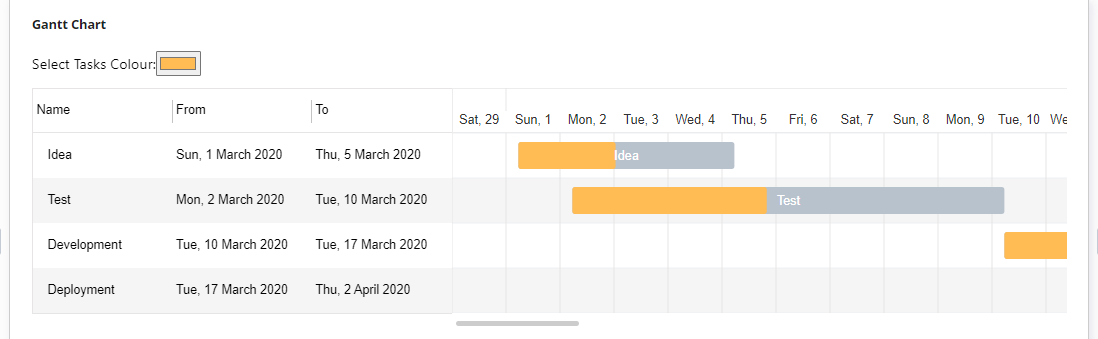 Gantt Chart
Select Tasks Colour:
Name From To Sat, 29 Sun, 1 Mon, 2 Tue, 3 Wed, 4 Thu, 5 Fri, 6 Sat, 7 Sun, 8 Mon, 9 Tue, 10 We
Idea Sun, 1 March 2020 Thu, 5 March 2020 Idea
Test Mon, 2 March 2020 Tue, 10 March 2020 Test
Development Tue, 10 March 2020 Tue, 17 March 2020
Deployment Tue, 17 March 2020 Thu, 2 April 2020